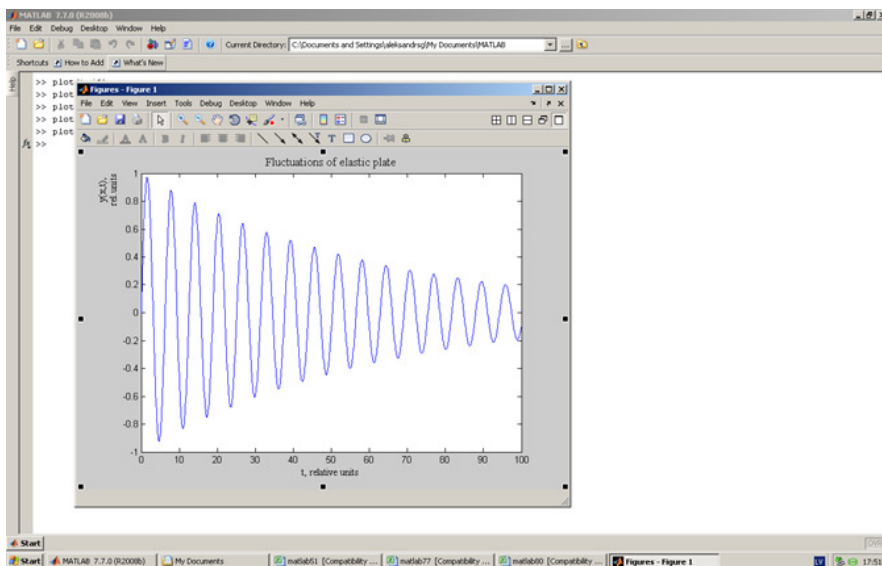 MATLAB 7.7.0 (R2008b)
File Edit Debug Desktop Window Help
Current Directory: C:\Documents and Settings\aleksandrsg\My Documents\MATLAB
Shortcuts How to Add What's New
Help
>> plot
>> plot
>> plot
>> plot
>> plot
fx >>
Figures - Figure 1
File Edit View Insert Tools Debug Desktop Window Help
Fluctuations of elastic plate
y(x,t),
rel. units
1
0.8
0.6
0.4
0.2
0
-0.2
-0.4
-0.6
-0.8
-1
0 10 20 30 40 50 60 70 80 90 100
t, relative units
Start
OVR
Start MATLAB 7.7.0 (R2008b) My Documents matlab51 [Compatibility ... matlab77 [Compatibility ... matlab80 [Compatibility ... Figures - Figure 1 LV 17:51